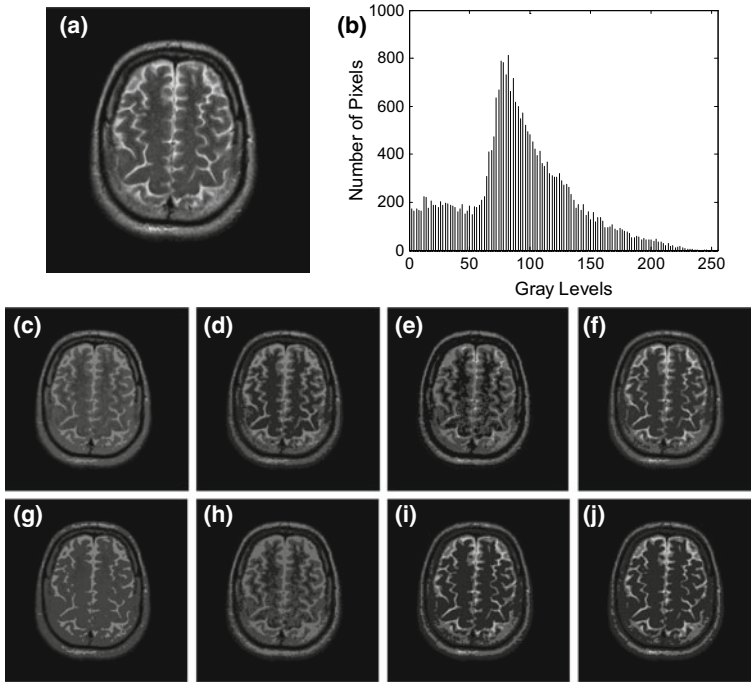 (a)
(b)
1000
800
600
400
200
0
Number of Pixels
0 50 100 150 200 250
Gray Levels
(c) (d) (e) (f)
(g) (h) (i) (j)